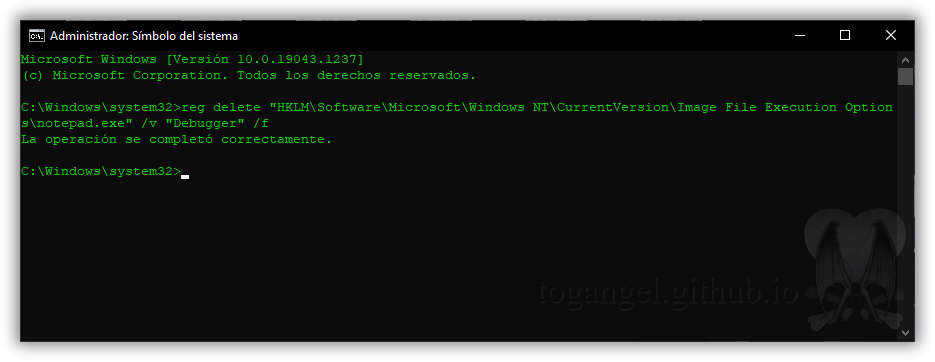 Administrador: Símbolo del sistema
Microsoft Windows [Versión 10.0.19043.1237]
(c) Microsoft Corporation. Todos los derechos reservados.
C:\Windows\system32>reg delete "HKLM\Software\Microsoft\Windows NT\CurrentVersion\Image File Execution Option
s\notepad.exe" /v "Debugger" /f
La operación se completó correctamente.
C:\Windows\system32>
togangel.github.io